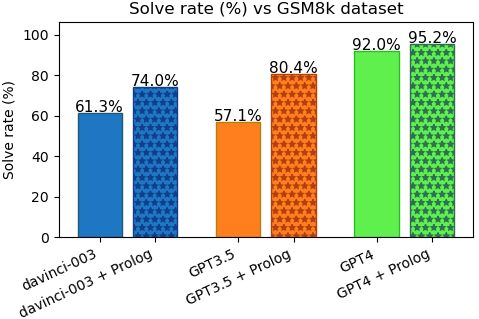 Solve rate (%) vs GSM8k dataset
Solve rate (%)
100
80
60
40
20
0
61.3%
74.0%
57.1%
80.4%
92.0%
95.2%
davinci-003
davinci-003 + Prolog
GPT3.5
GPT3.5 + Prolog
GPT4
GPT4 + Prolog